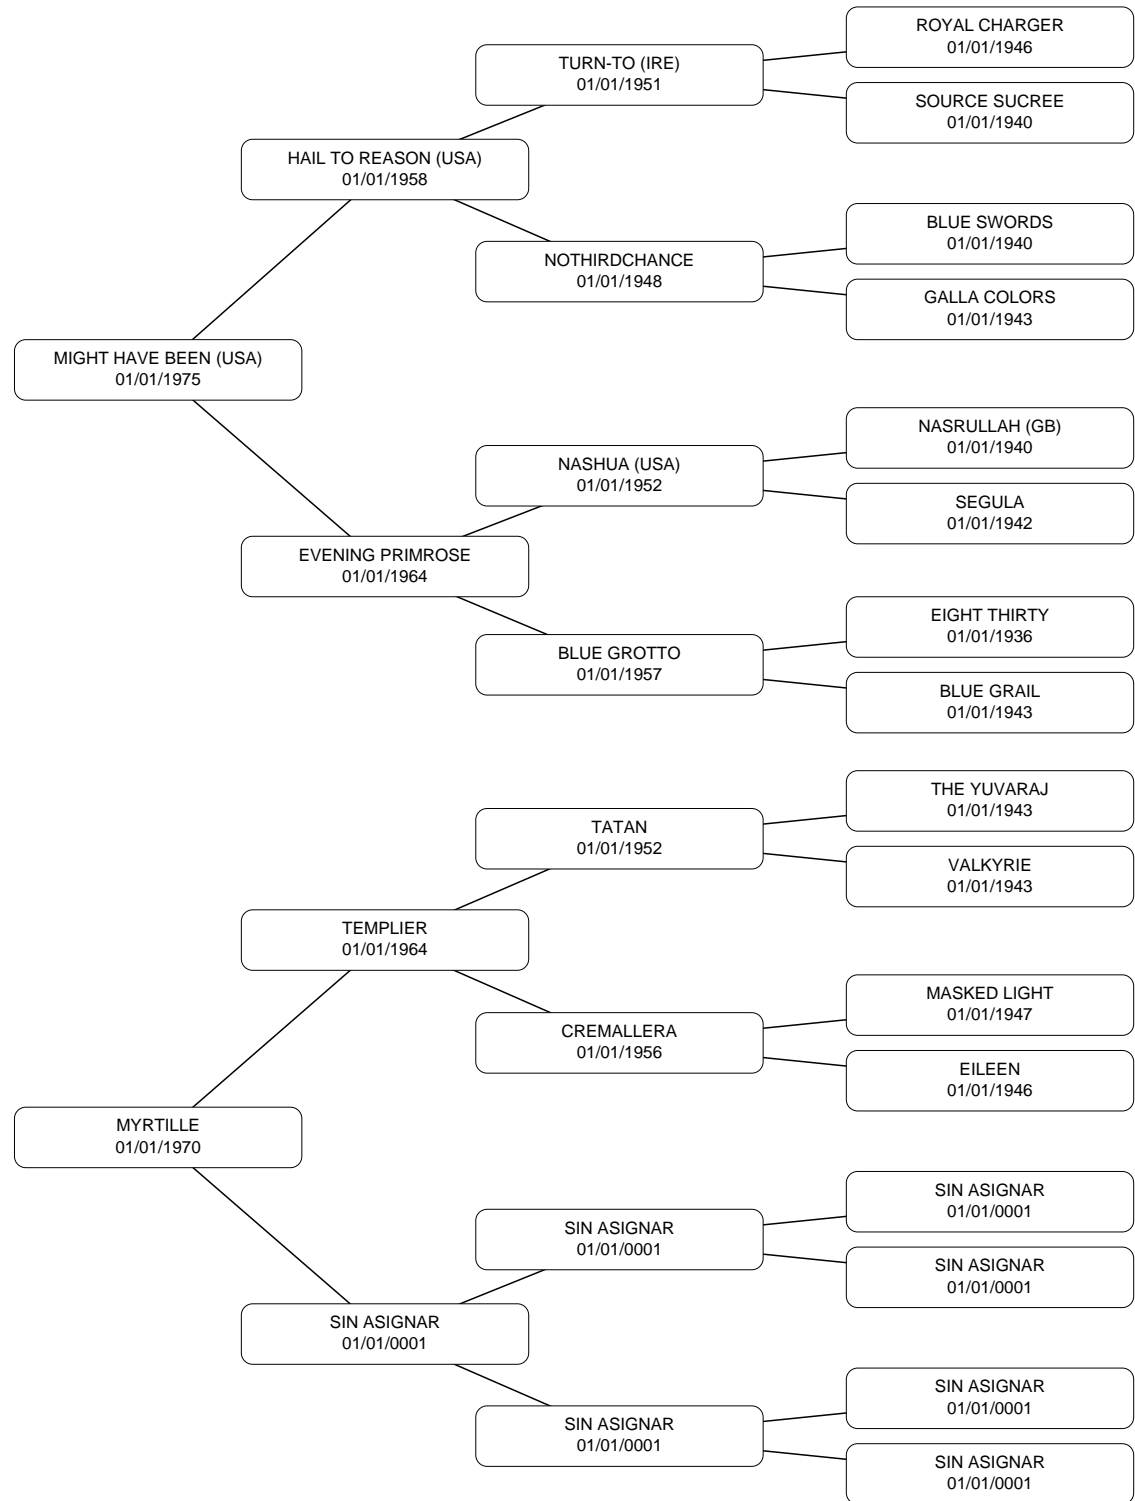 ROYAL CHARGER
01/01/1946
TURN-TO (IRE)
01/01/1951
SOURCE SUCREE
01/01/1940
HAIL TO REASON (USA)
01/01/1958
BLUE SWORDS
01/01/1940
NOTHIRDCHANCE
01/01/1948
GALLA COLORS
01/01/1943
MIGHT HAVE BEEN (USA)
01/01/1975
NASRULLAH (GB)
01/01/1940
NASHUA (USA)
01/01/1952
SEGULA
01/01/1942
EVENING PRIMROSE
01/01/1964
EIGHT THIRTY
01/01/1936
BLUE GROTTO
01/01/1957
BLUE GRAIL
01/01/1943
THE YUVARAJ
01/01/1943
TATAN
01/01/1952
VALKYRIE
01/01/1943
TEMPLIER
01/01/1964
MASKED LIGHT
01/01/1947
CREMALLERA
01/01/1956
EILEEN
01/01/1946
MYRTILLE
01/01/1970
SIN ASIGNAR
01/01/0001
SIN ASIGNAR
01/01/0001
SIN ASIGNAR
01/01/0001
SIN ASIGNAR
01/01/0001
SIN ASIGNAR
01/01/0001
SIN ASIGNAR
01/01/0001
SIN ASIGNAR
01/01/0001